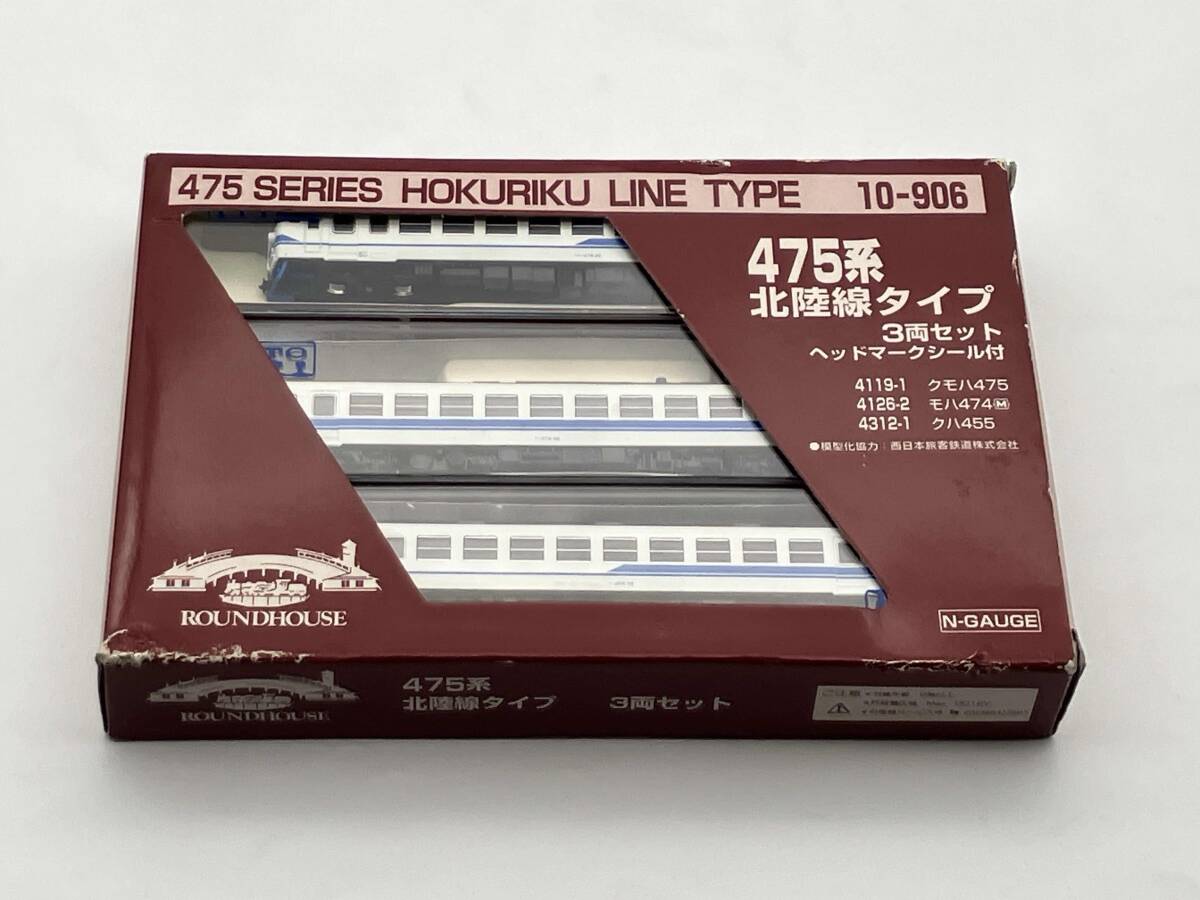 475 SERIES HOKURIKU LINE TYPE 10-906
475系
北陸線タイプ
3両セット
ヘッドマークシール付
4119-1 クモハ475
4126-2 モハ474Ⓜ
4312-1 クハ455
●模型化協力:西日本旅客鉄道株式会社
ROUNDHOUSE
N-GAUGE
ROUNDHOUSE
475系
北陸線タイプ 3両セット
ご注意